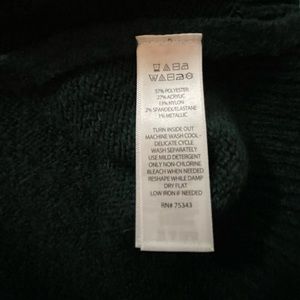 57% POLYESTER
27% ACRYLIC
13% NYLON
2% SPANDEX/ELASTANE
1% METALLIC
TURN INSIDE OUT
MACHINE WASH COOL -
DELICATE CYCLE
WASH SEPARATELY
USE MILD DETERGENT
ONLY NON-CHLORINE
BLEACH WHEN NEEDED
RESHAPE WHILE DAMP
DRY FLAT
LOW IRON IF NEEDED
RN# 75343